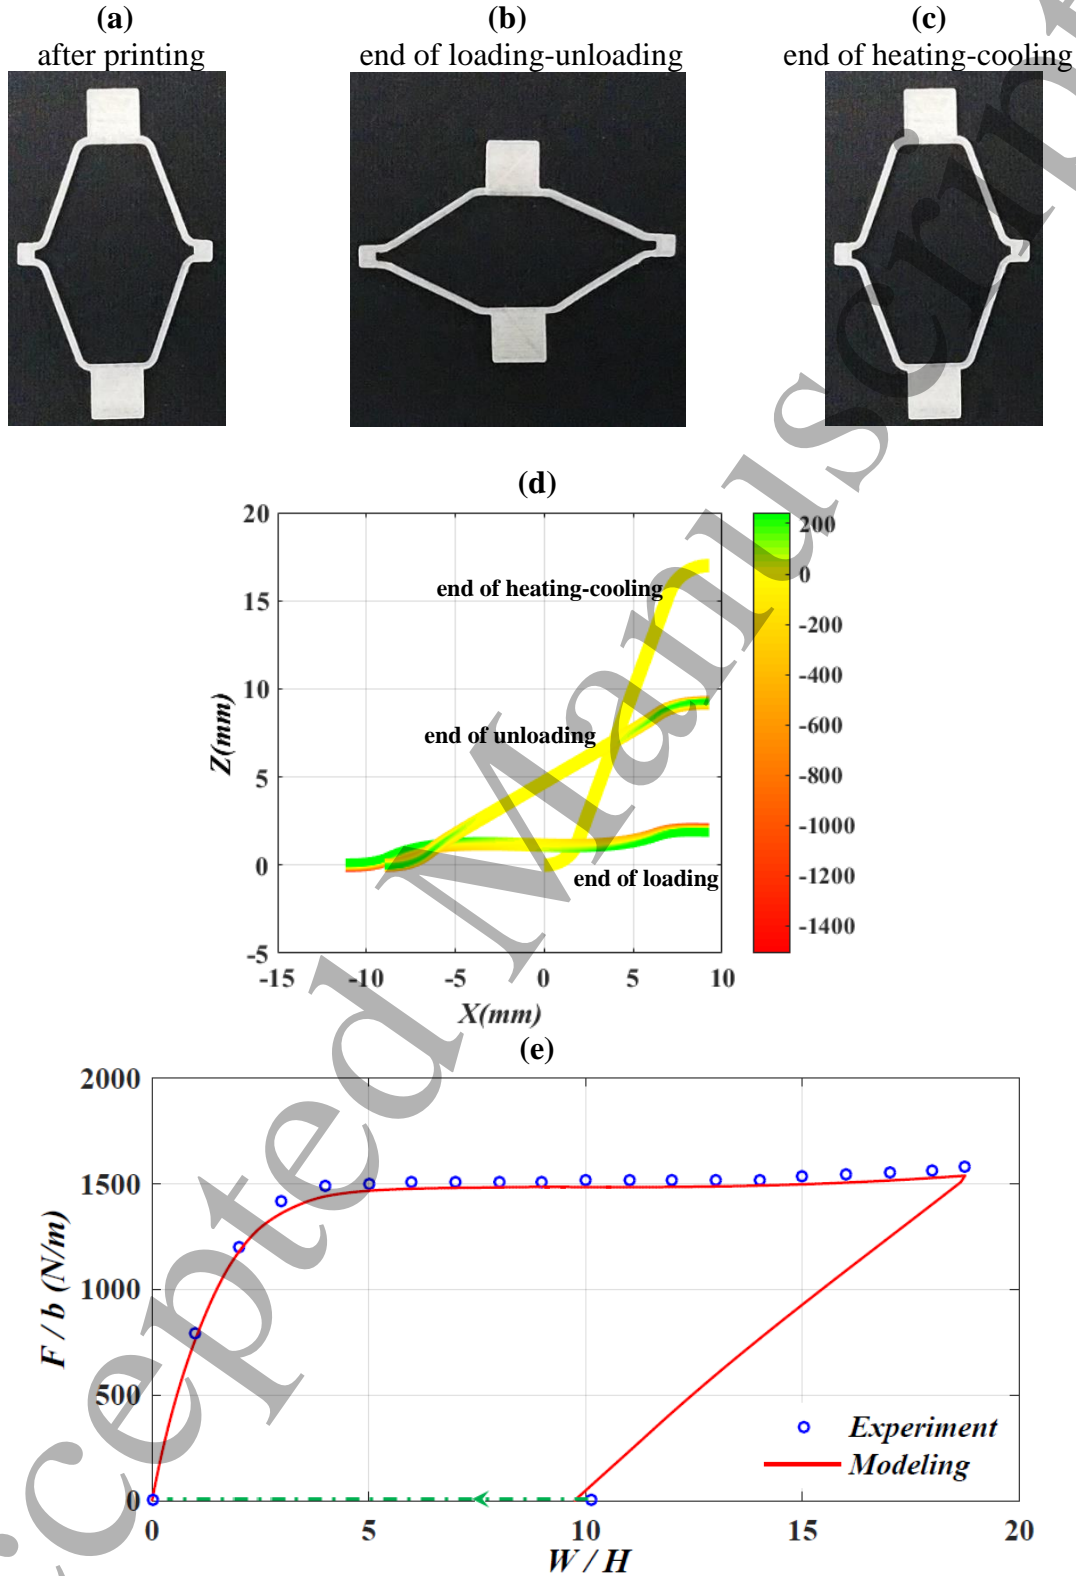 (a)
after printing
(b)
end of loading-unloading
(c)
end of heating-cooling
(d)
20
15
10
5
0
-5
Z(mm)
end of heating-cooling
end of unloading
end of loading
-15 -10 -5 0 5 10
X(mm)
200
0
-200
-400
-600
-800
-1000
-1200
-1400
(e)
2000
1500
1000
500
0
F / b (N/m)
Experiment
Modeling
0 5 10 15 20
W / H
cepted Manuscript